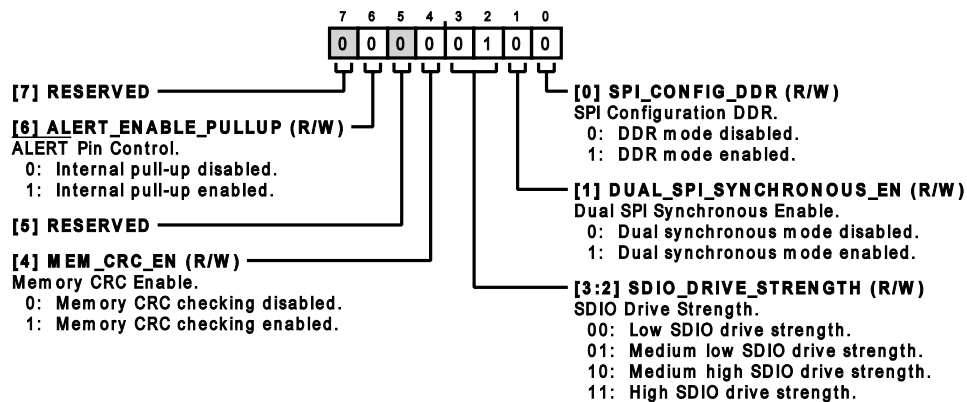 7 6 5 4 3 2 1 0
0 0 0 0 0 1 0 0
[7] RESERVED
[6] ALERT_ENABLE_PULLUP (R/W)
ALERT Pin Control.
0: Internal pull-up disabled.
1: Internal pull-up enabled.
[5] RESERVED
[4] MEM_CRC_EN (R/W)
Memory CRC Enable.
0: Memory CRC checking disabled.
1: Memory CRC checking enabled.
[0] SPI_CONFIG_DDR (R/W)
SPI Configuration DDR.
0: DDR mode disabled.
1: DDR mode enabled.
[1] DUAL_SPI_SYNCHRONOUS_EN (R/W)
Dual SPI Synchronous Enable.
0: Dual synchronous mode disabled.
1: Dual synchronous mode enabled.
[3:2] SDIO_DRIVE_STRENGTH (R/W)
SDIO Drive Strength.
00: Low SDIO drive strength.
01: Medium low SDIO drive strength.
10: Medium high SDIO drive strength.
11: High SDIO drive strength.